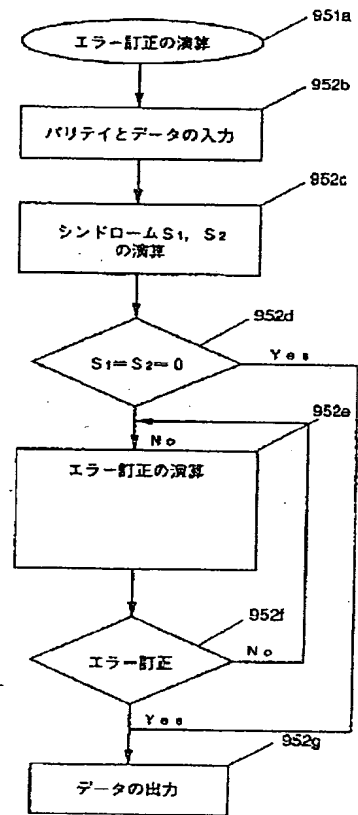 951a
エラー訂正の演算
952b
パリティとデータの入力
952c
シンドロームS1, S2
の演算
952d
S1=S2=0
Yes
No
952e
エラー訂正の演算
952f
エラー訂正
No
Yes
952g
データの出力